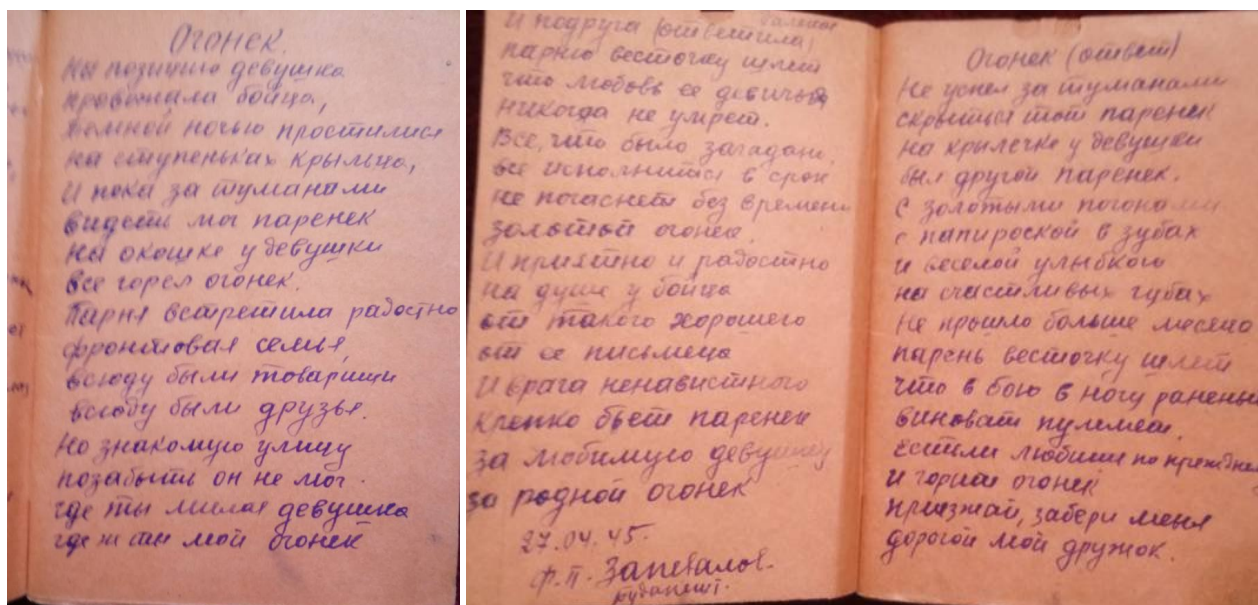 Огонек.
На позицию девушка
провожала бойца,
темной ночью простилися
на ступеньках крыльца,
И пока за туманами
видеть мог паренек
на окошке у девушки
все горел огонек.
Парня встретила радостно
фронтовая семья,
всюду были товарищи
всюду были друзья.
Но знакомую улицу
позабыть он не мог.
где ты милая девушка
где ж ты мой огонек
И подруга (ответила) далекая
парню весточку шлет
что любовь ее девичья
никогда не умрет.
Все, что было загадано,
все исполнится в срок
не погаснет без времени
золотой огонек.
И приятно и радостно
на душе у бойца
от такого хорошего
от ее письмеца
И врага ненавистного
крепко бьет паренек
за любимую девушку
за родной огонек
27.04.45.
Ф.П. Запевалов.
Будапешт.
Огонек (ответ)
Не успел за туманами
скрыться тот паренек
на крылечке у девушки
был другой паренек.
С золотыми погонами
с папироской в зубах
и веселой улыбкою
на счастливых губах
Не прошло больше месяца
парень весточку шлет
что в бою в ногу раненый
виноват пулемет.
Естли любишь по прежнему
и горит огонек
приезжай, забери меня
дорогой мой дружок.